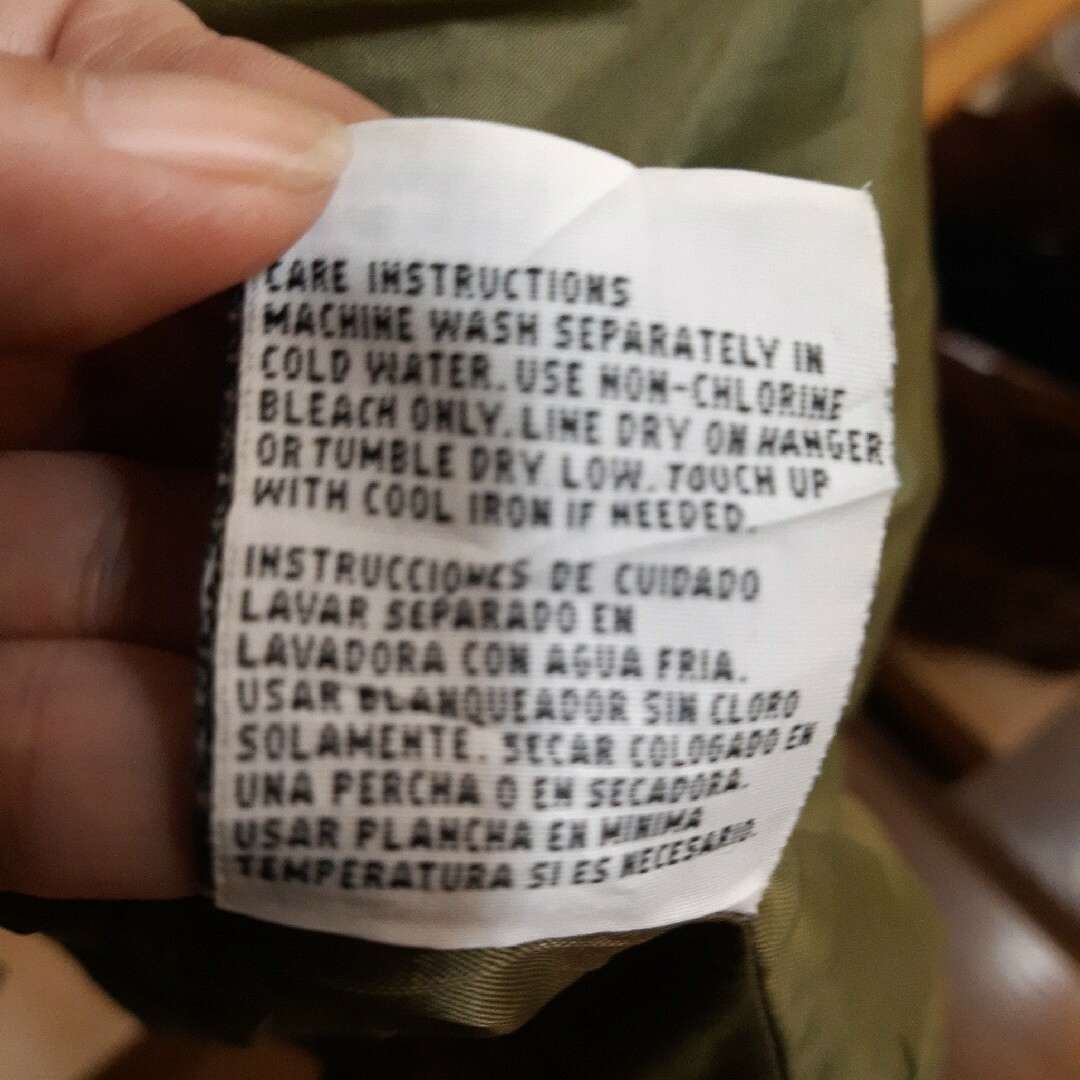 CARE INSTRUCTIONS
MACHINE WASH SEPARATELY IN
COLD WATER. USE NON-CHLORINE
BLEACH ONLY. LINE DRY ON HANGER
OR TUMBLE DRY LOW. TOUCH UP
WITH COOL IRON IF NEEDED.
INSTRUCCIONES DE CUIDADO
LAVAR SEPARADO EN
LAVADORA CON AGUA FRIA.
USAR BLANQUEADOR SIN CLORO
SOLAMENTE. SECAR COLOGADO EN
UNA PERCHA O EN SECADORA.
USAR PLANCHA EN MINIMA
TEMPERATURA SI ES NECESARIO.